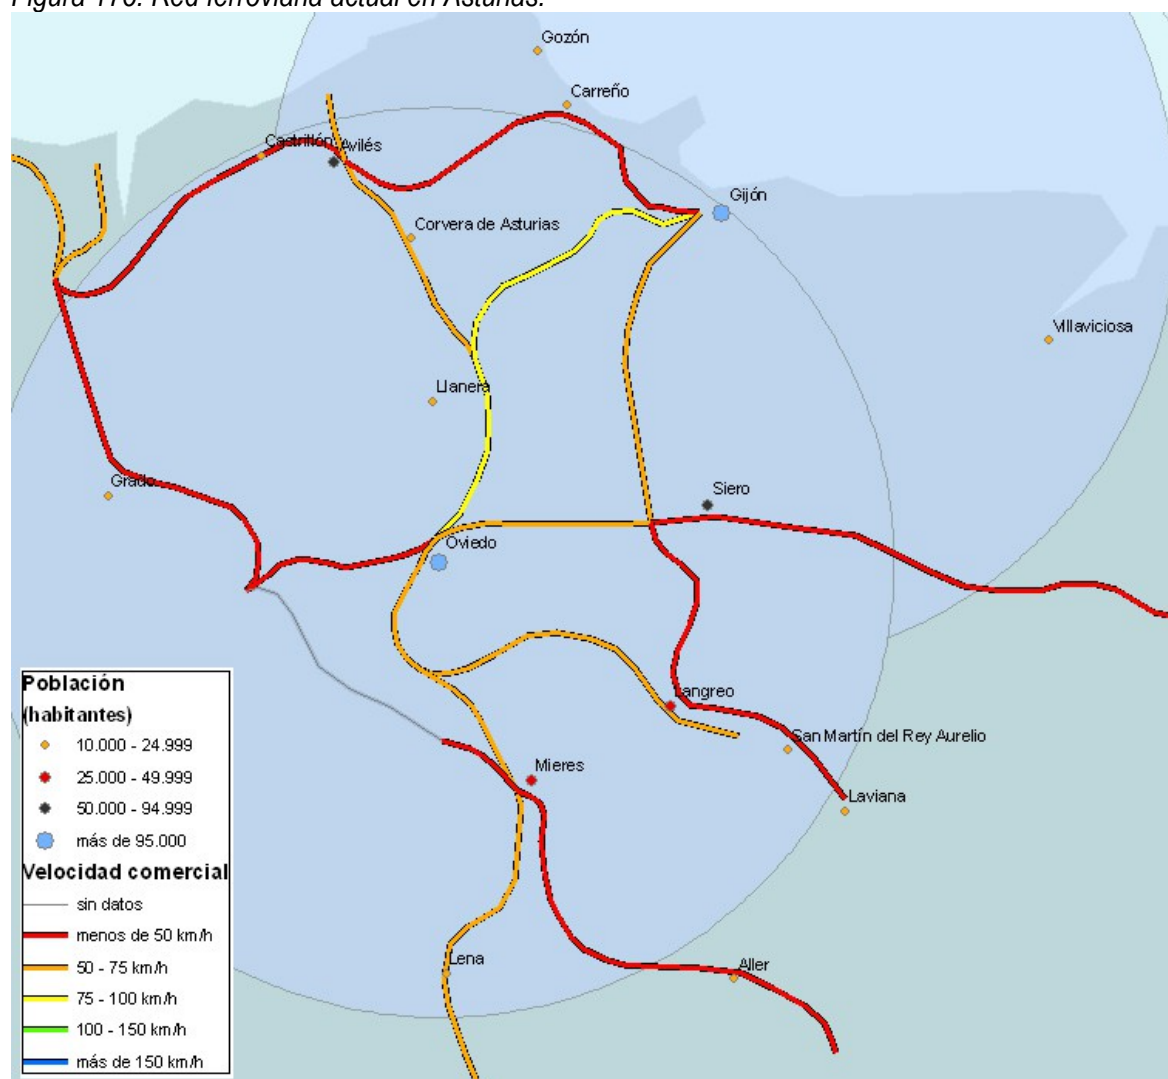 Figura 170. Red ferroviaria actual en Asturias.
Gozón
Carreño
Castrillón
Avilés
Gijón
Corvera de Asturias
Villaviciosa
Llanera
Grado
Siero
Oviedo
Langreo
San Martín del Rey Aurelio
Mieres
Laviana
Lena
Aller
Población
(habitantes)
10.000 - 24.999
25.000 - 49.999
50.000 - 94.999
más de 95.000
Velocidad comercial
sin datos
menos de 50 km/h
50 - 75 km/h
75 - 100 km/h
100 - 150 km/h
más de 150 km/h